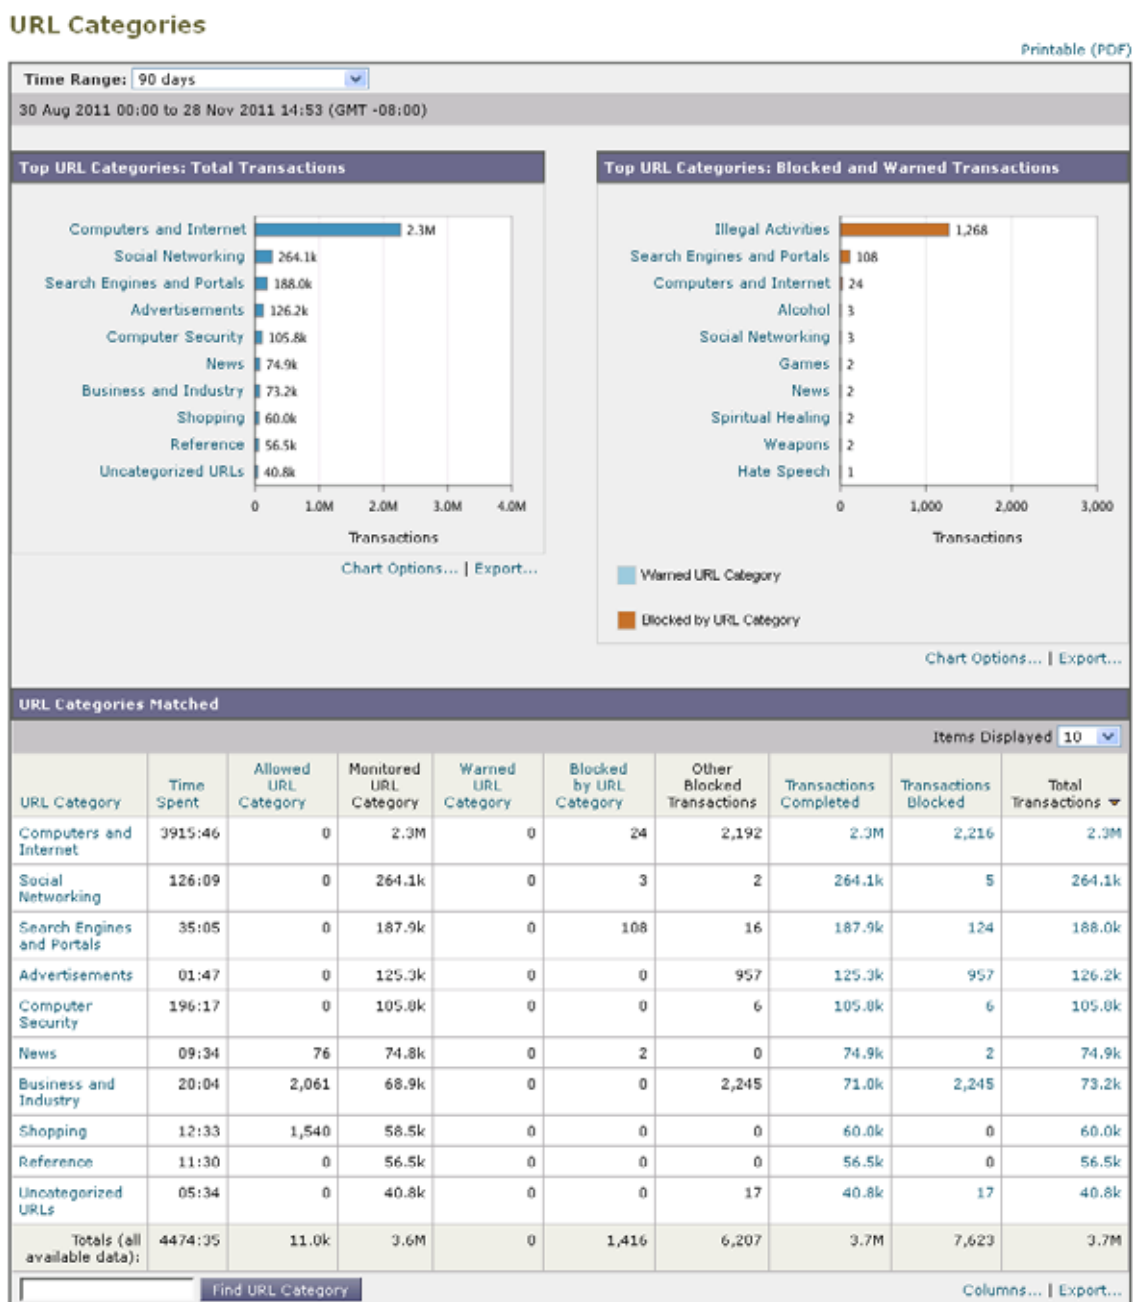 URL Categories
Printable (PDF)
Time Range: 90 days
30 Aug 2011 00:00 to 28 Nov 2011 14:53 (GMT -08:00)
Top URL Categories: Total Transactions
Computers and Internet 2.3M
Social Networking 264.1k
Search Engines and Portals 188.0k
Advertisements 126.2k
Computer Security 105.8k
News 74.9k
Business and Industry 73.2k
Shopping 60.0k
Reference 56.5k
Uncategorized URLs 40.8k
0 1.0M 2.0M 3.0M 4.0M
Transactions
Chart Options... | Export...
Top URL Categories: Blocked and Warned Transactions
Illegal Activities 1,268
Search Engines and Portals 108
Computers and Internet 24
Alcohol 3
Social Networking 3
Games 2
News 2
Spiritual Healing 2
Weapons 2
Hate Speech 1
0 1,000 2,000 3,000
Transactions
Warned URL Category
Blocked by URL Category
Chart Options... | Export...
URL Categories Matched
Items Displayed 10
URL Category Time Spent Allowed URL Category Monitored URL Category Warned URL Category Blocked by URL Category Other Blocked Transactions Transactions Completed Transactions Blocked Total Transactions
Computers and Internet 3915:46 0 2.3M 0 24 2,192 2.3M 2,216 2.3M
Social Networking 126:09 0 264.1k 0 3 2 264.1k 5 264.1k
Search Engines and Portals 35:05 0 187.9k 0 108 16 187.9k 124 188.0k
Advertisements 01:47 0 125.3k 0 0 957 125.3k 957 126.2k
Computer Security 196:17 0 105.8k 0 0 6 105.8k 6 105.8k
News 09:34 76 74.8k 0 2 0 74.9k 2 74.9k
Business and Industry 20:04 2,061 68.9k 0 0 2,245 71.0k 2,245 73.2k
Shopping 12:33 1,540 58.5k 0 0 0 60.0k 0 60.0k
Reference 11:30 0 56.5k 0 0 0 56.5k 0 56.5k
Uncategorized URLs 05:34 0 40.8k 0 0 17 40.8k 17 40.8k
Totals (all available data): 4474:35 11.0k 3.6M 0 1,416 6,207 3.7M 7,623 3.7M
Find URL Category
Columns... | Export...